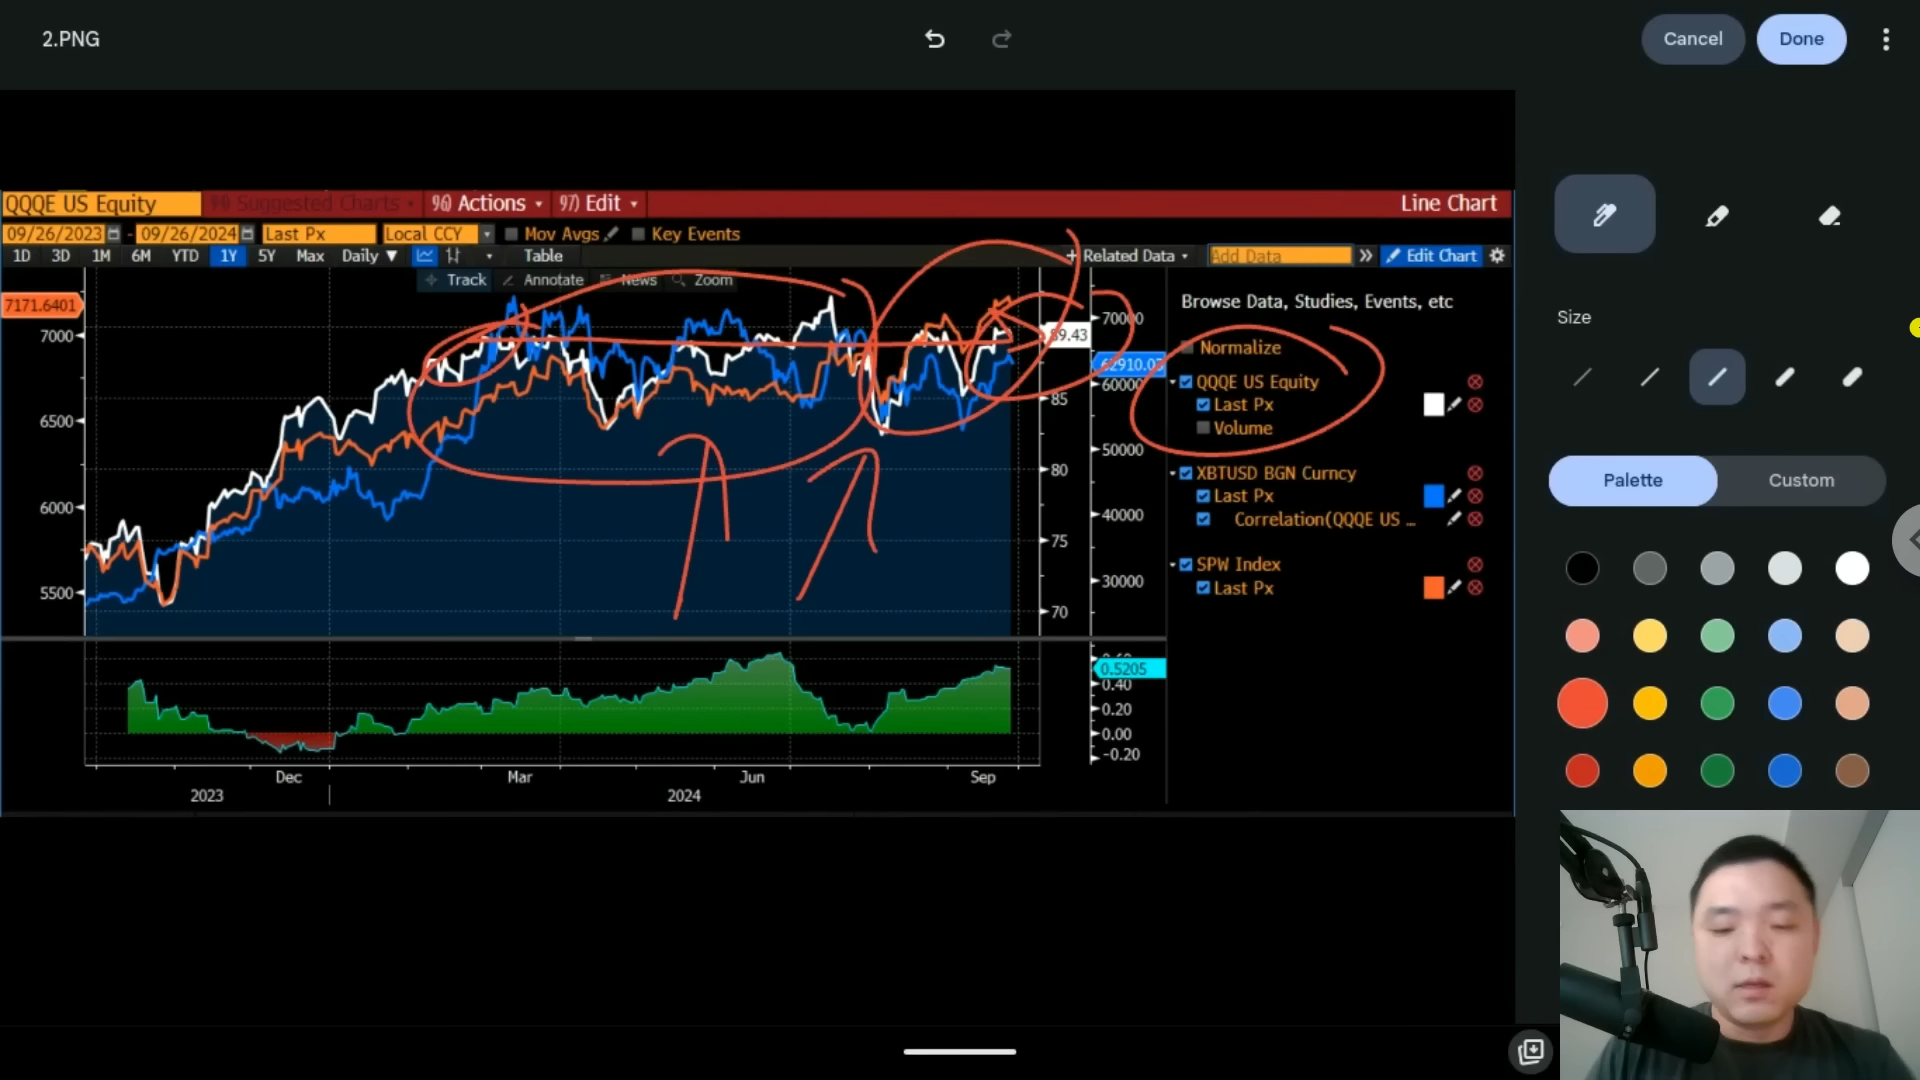 2.PNG
Cancel
Done
QQQE US Equity
94) Suggested Charts
96) Actions
97) Edit
Line Chart
09/26/2023 - 09/26/2024 Last Px Local CCY Mov Avgs Key Events
1D 3D 1M 6M YTD 1Y 5Y Max Daily ▼ Table
+ Related Data Add Data » Edit Chart
Track Annotate News Zoom
7171.6401
7000
6500
6000
5500
89.43
85
80
75
70
70000
62910.03
60000
50000
40000
30000
0.5205
0.40
0.20
0.00
-0.20
Dec Mar Jun Sep
2023 2024
Browse Data, Studies, Events, etc
Normalize
QQQE US Equity
Last Px
Volume
XBTUSD BGN Curncy
Last Px
Correlation(QQQE US ...
SPW Index
Last Px
Size
Palette
Custom